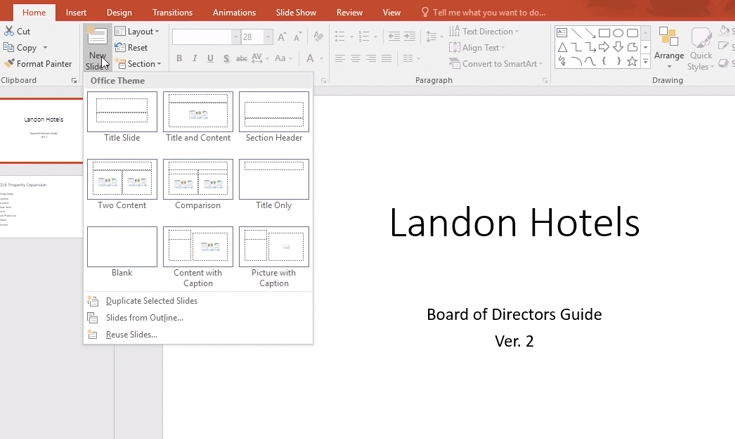 Home Insert Design Transitions Animations Slide Show Review View Tell me what you want to do...
Cut
Copy
Format Painter
Clipboard
New
Slide
Layout
Reset
Section
28
B I U S abc AV Aa A
Text Direction
Align Text
Convert to SmartArt
Paragraph
Arrange
Quick
Styles
Drawing
Office Theme
Title Slide Title and Content Section Header
Two Content Comparison Title Only
Blank Content with Caption Picture with Caption
Duplicate Selected Slides
Slides from Outline...
Reuse Slides...
Landon Hotels
Landon Hotels
Board of Directors Guide
Ver. 2